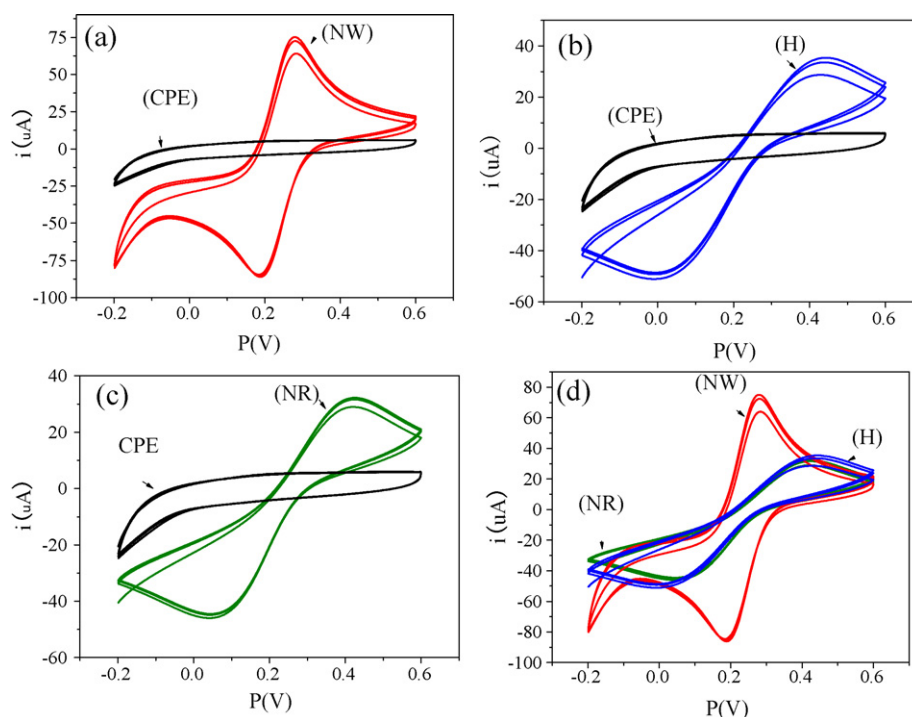 (a)
(NW)
(CPE)
i (uA)
75
50
25
0
-25
-50
-75
-100
-0.2
0.0
0.2
0.4
0.6
P(V)
(b)
(H)
(CPE)
i (uA)
40
20
0
-20
-40
-60
-0.2
0.0
0.2
0.4
0.6
P(V)
(c)
(NR)
CPE
i (uA)
40
20
0
-20
-40
-60
-0.2
0.0
0.2
0.4
0.6
P(V)
(d)
(NW)
(H)
(NR)
i (uA)
80
60
40
20
0
-20
-40
-60
-80
-100
-0.2
0.0
0.2
0.4
0.6
P(V)